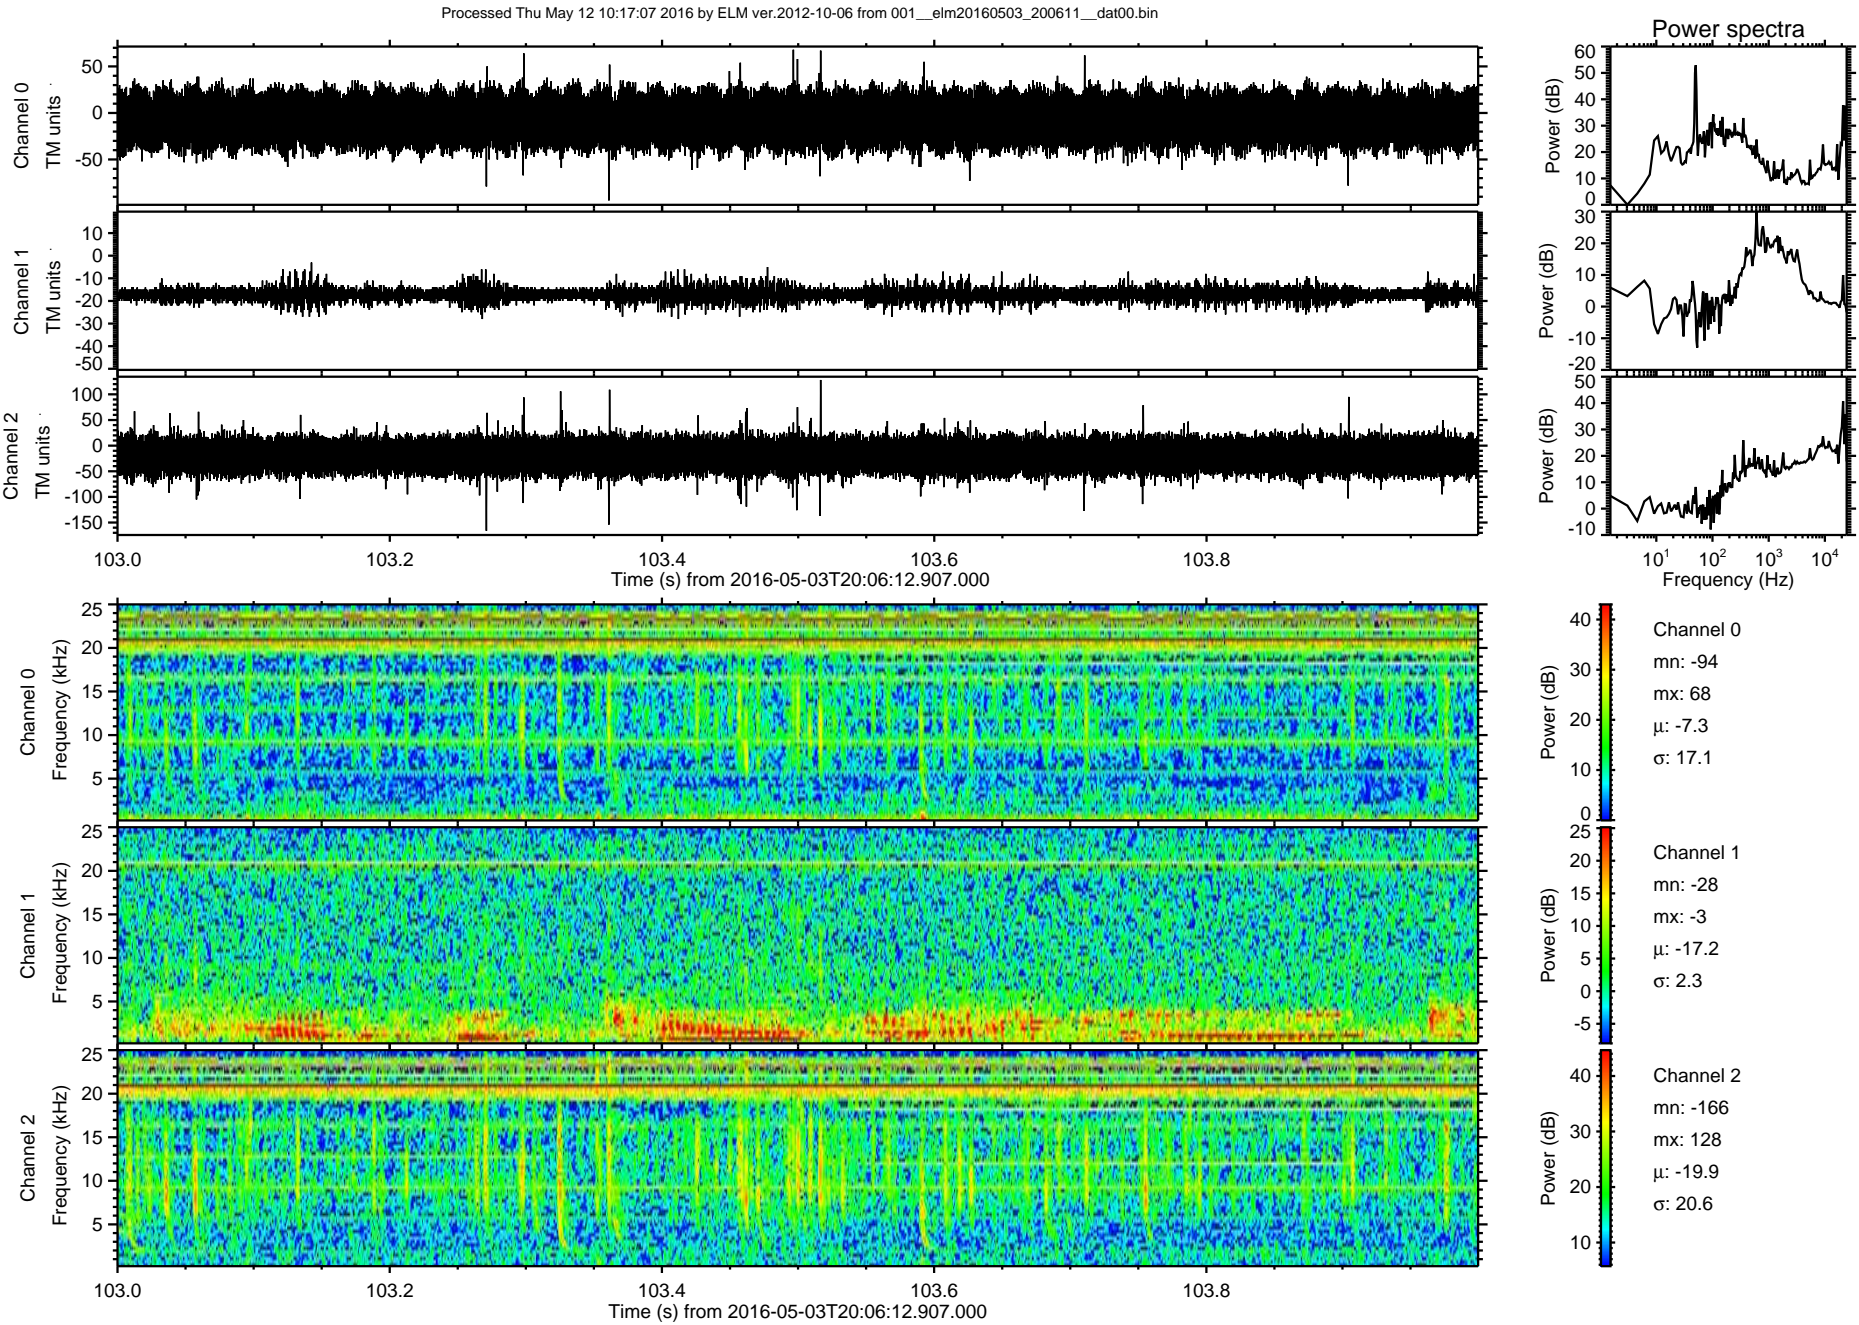 Processed Thu May 12 10:17:07 2016 by ELM ver.2012-10-06 from 001__elm20160503_200611__dat00.bin
Power spectra
Channel 0
TM units
50
0
-50
Power (dB)
60
50
40
30
20
10
0
Channel 1
TM units
10
0
-10
-20
-30
-40
-50
Power (dB)
30
20
10
0
-10
-20
Channel 2
TM units
100
50
0
-50
-100
-150
Power (dB)
50
40
30
20
10
0
-10
103.0 103.2 103.4 103.6 103.8
Time (s) from 2016-05-03T20:06:12.907.000
10^1 10^2 10^3 10^4
Frequency (Hz)
Channel 0
Frequency (kHz)
25
20
15
10
5
Power (dB)
40
30
20
10
0
Channel 0
mn: -94
mx: 68
μ: -7.3
σ: 17.1
Channel 1
Frequency (kHz)
25
20
15
10
5
Power (dB)
25
20
15
10
5
0
-5
Channel 1
mn: -28
mx: -3
μ: -17.2
σ: 2.3
Channel 2
Frequency (kHz)
25
20
15
10
5
Power (dB)
40
30
20
10
Channel 2
mn: -166
mx: 128
μ: -19.9
σ: 20.6
103.0 103.2 103.4 103.6 103.8
Time (s) from 2016-05-03T20:06:12.907.000